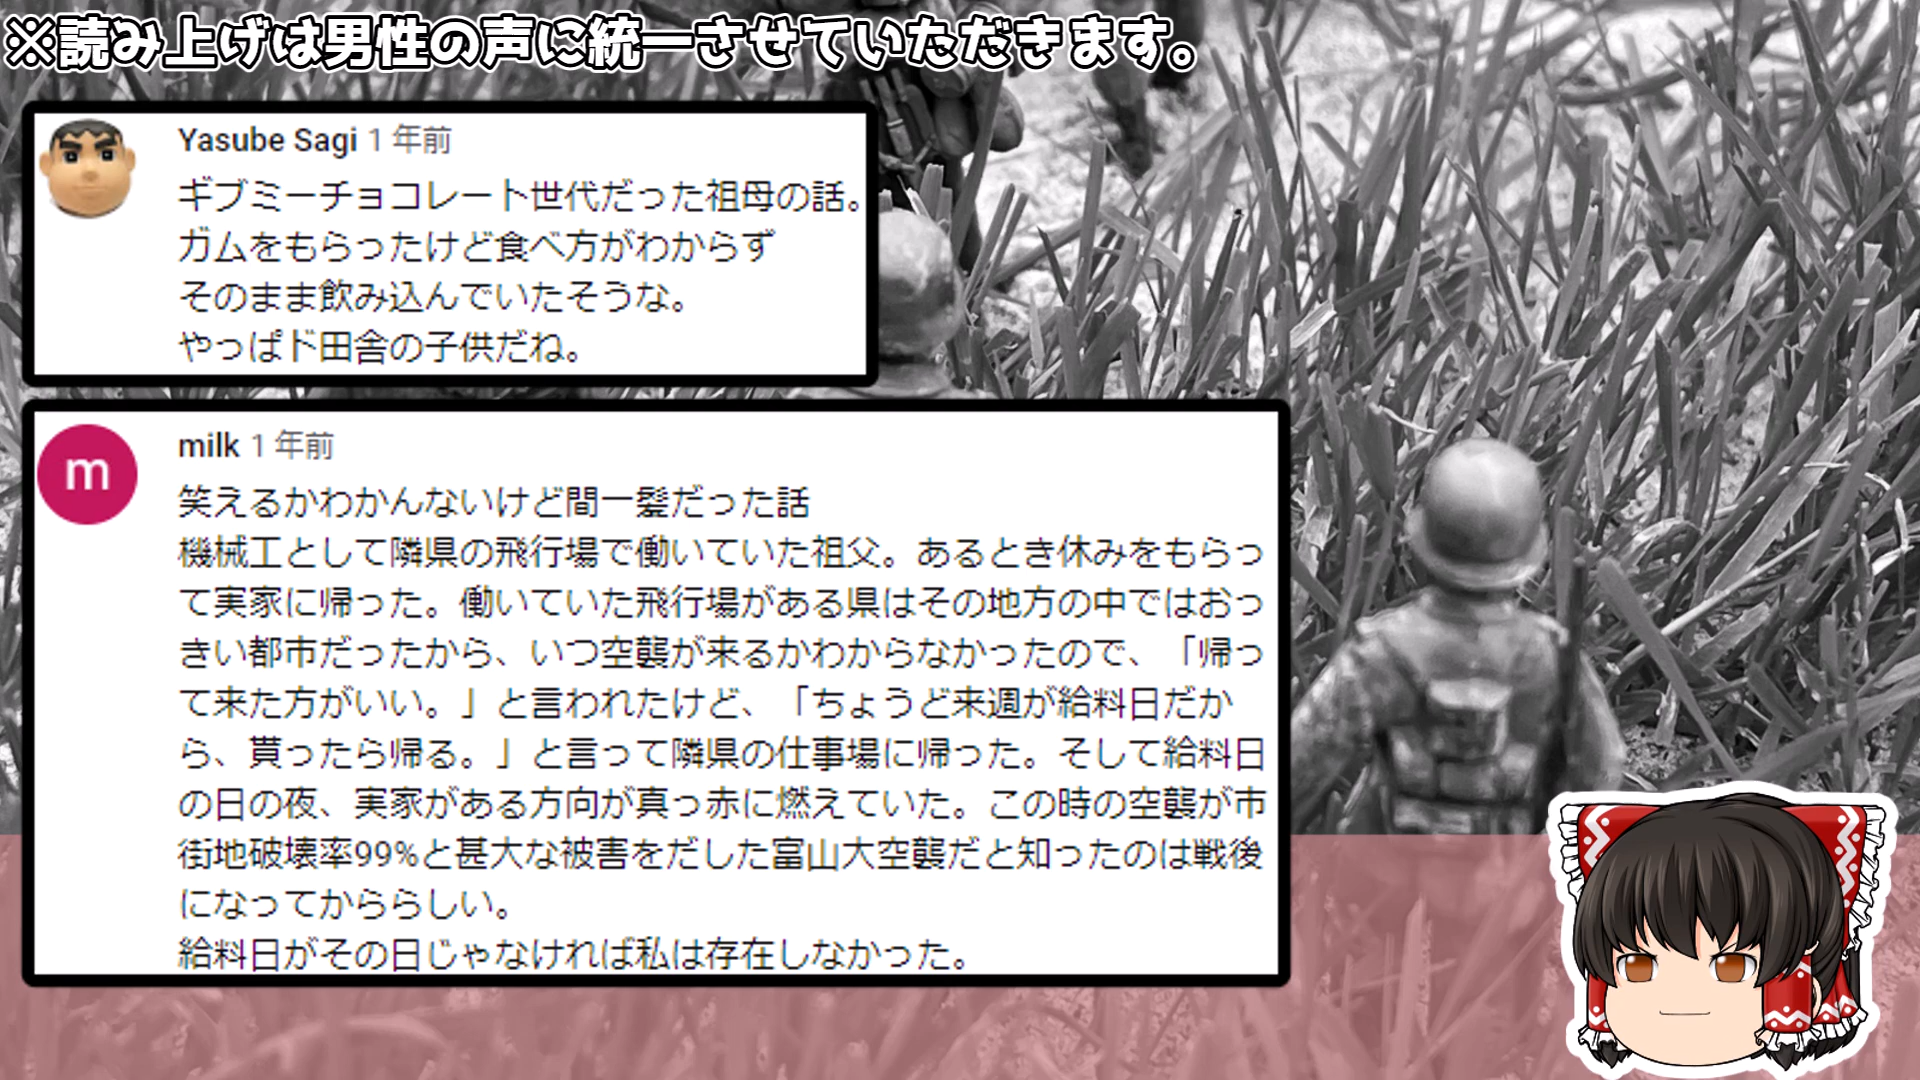 ※読み上げは男性の声に統一させていただきます。
Yasube Sagi 1 年前
ギブミーチョコレート世代だった祖母の話。
ガムをもらったけど食べ方がわからず
そのまま飲み込んでいたそうな。
やっぱド田舎の子供だね。
m
milk 1 年前
笑えるかわかんないけど間一髪だった話
機械工として隣県の飛行場で働いていた祖父。あるとき休みをもらっ
て実家に帰った。働いていた飛行場がある県はその地方の中ではおっ
きい都市だったから、いつ空襲が来るかわからなかったので、「帰っ
て来た方がいい。」と言われたけど、「ちょうど来週が給料日だか
ら、貰ったら帰る。」と言って隣県の仕事場に帰った。そして給料日
の日の夜、実家がある方向が真っ赤に燃えていた。この時の空襲が市
街地破壊率99%と甚大な被害をだした富山大空襲だと知ったのは戦後
になってかららしい。
給料日がその日じゃなければ私は存在しなかった。